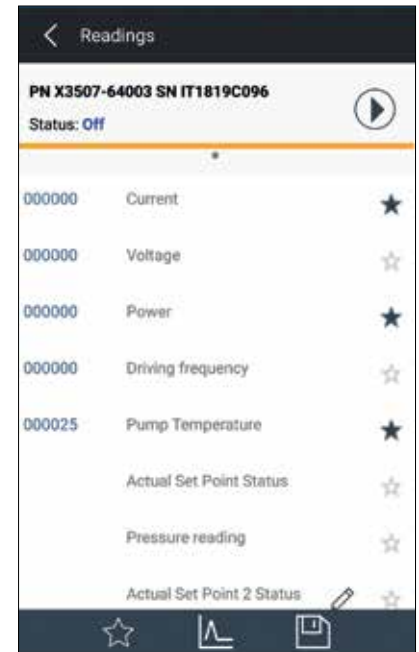 Readings
PN X3507-64003 SN IT1819C096
Status: Off
000000 Current
000000 Voltage
000000 Power
000000 Driving frequency
000025 Pump Temperature
Actual Set Point Status
Pressure reading
Actual Set Point 2 Status